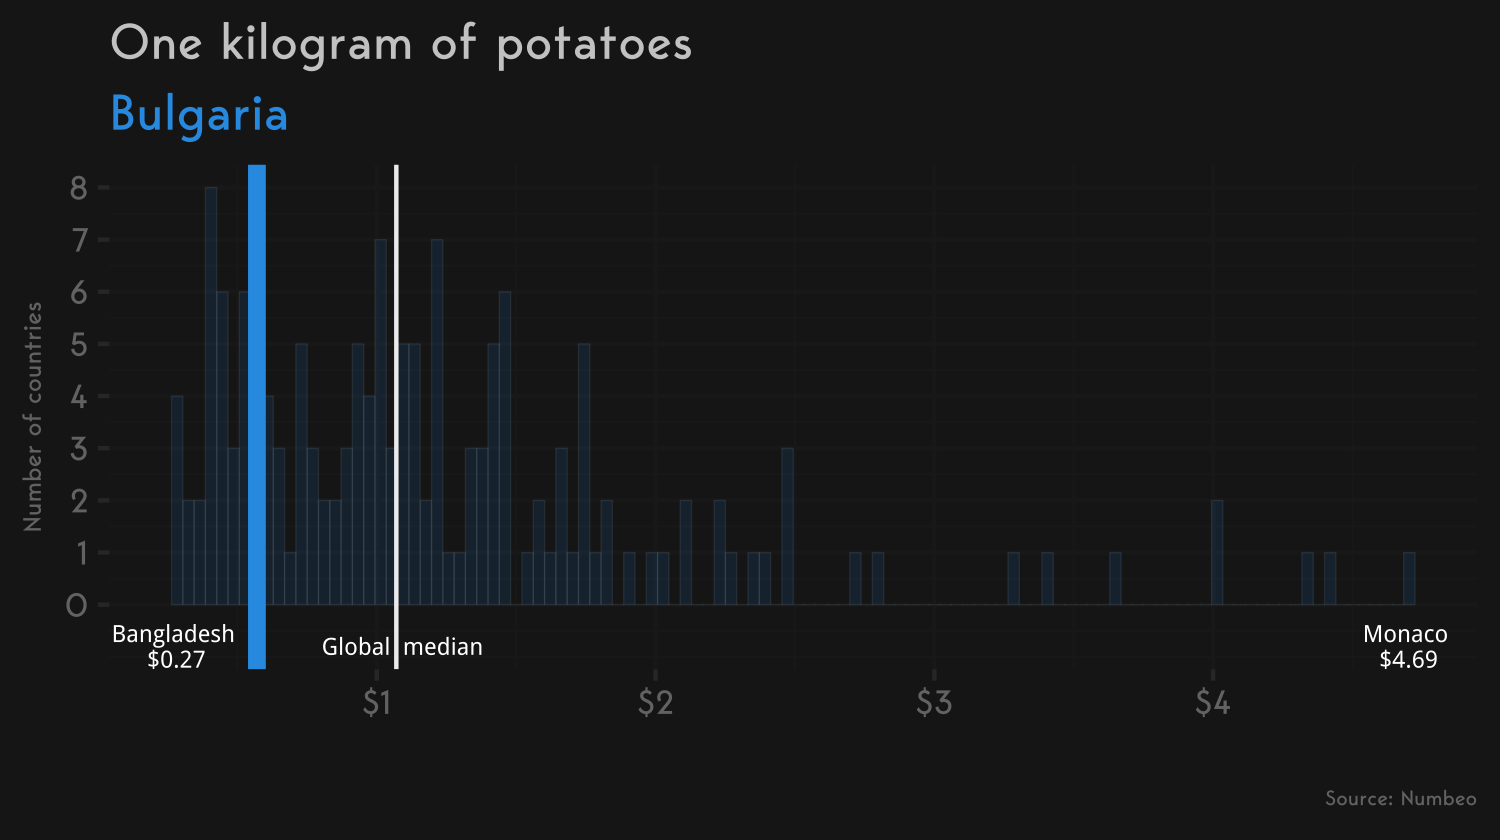 One kilogram of potatoes
Bulgaria
Number of countries
8
7
6
5
4
3
2
1
0
Bangladesh
$0.27
Global median
Monaco
$4.69
$1 $2 $3 $4
Source: Numbeo